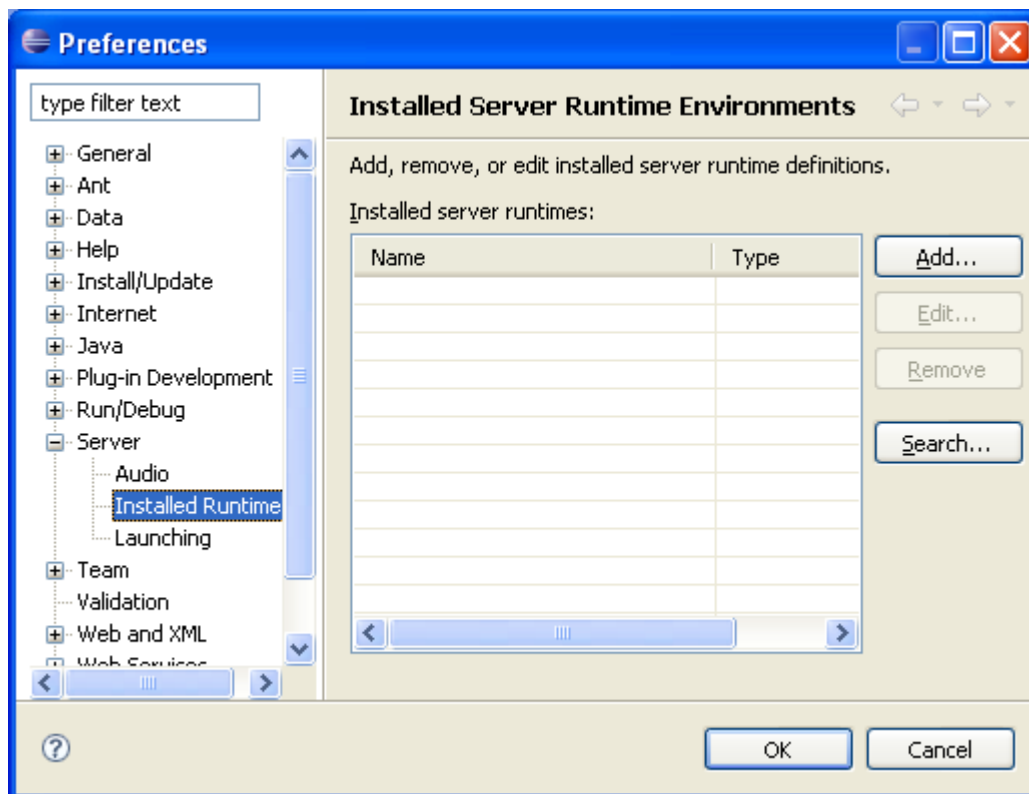 Preferences
type filter text
General
Ant
Data
Help
Install/Update
Internet
Java
Plug-in Development
Run/Debug
Server
Audio
Installed Runtime
Launching
Team
Validation
Web and XML
Web Services
Installed Server Runtime Environments
Add, remove, or edit installed server runtime definitions.
Installed server runtimes:
Name Type
Add...
Edit...
Remove
Search...
?
OK Cancel